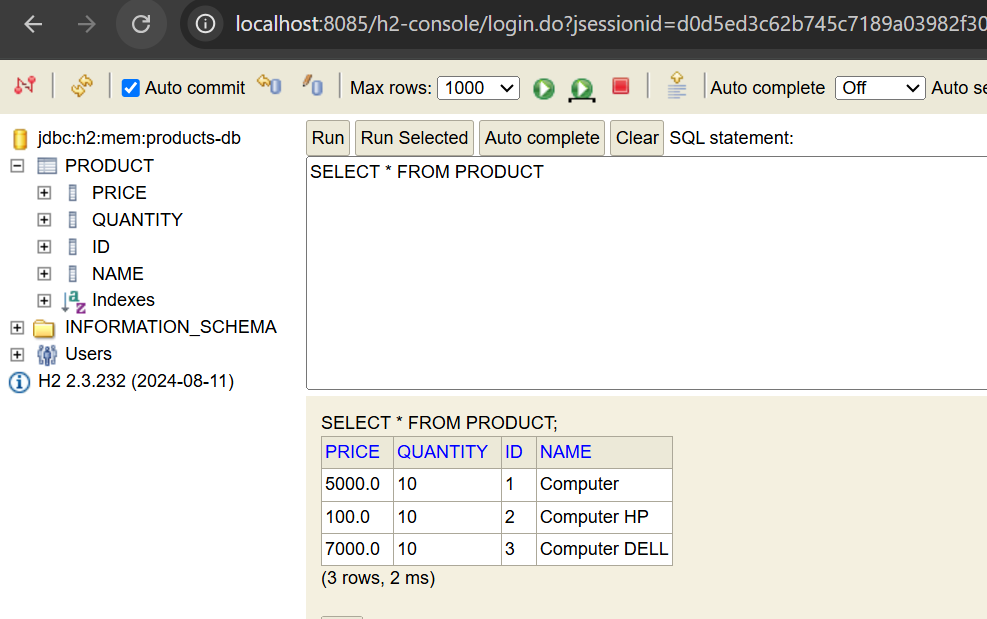 localhost:8085/h2-console/login.do?jsessionid=d0d5ed3c62b745c7189a03982f30
Auto commit Max rows: 1000 Auto complete Off Auto se
jdbc:h2:mem:products-db
PRODUCT
PRICE
QUANTITY
ID
NAME
Indexes
INFORMATION_SCHEMA
Users
H2 2.3.232 (2024-08-11)
Run Run Selected Auto complete Clear SQL statement:
SELECT * FROM PRODUCT
SELECT * FROM PRODUCT;
PRICE QUANTITY ID NAME
5000.0 10 1 Computer
100.0 10 2 Computer HP
7000.0 10 3 Computer DELL
(3 rows, 2 ms)